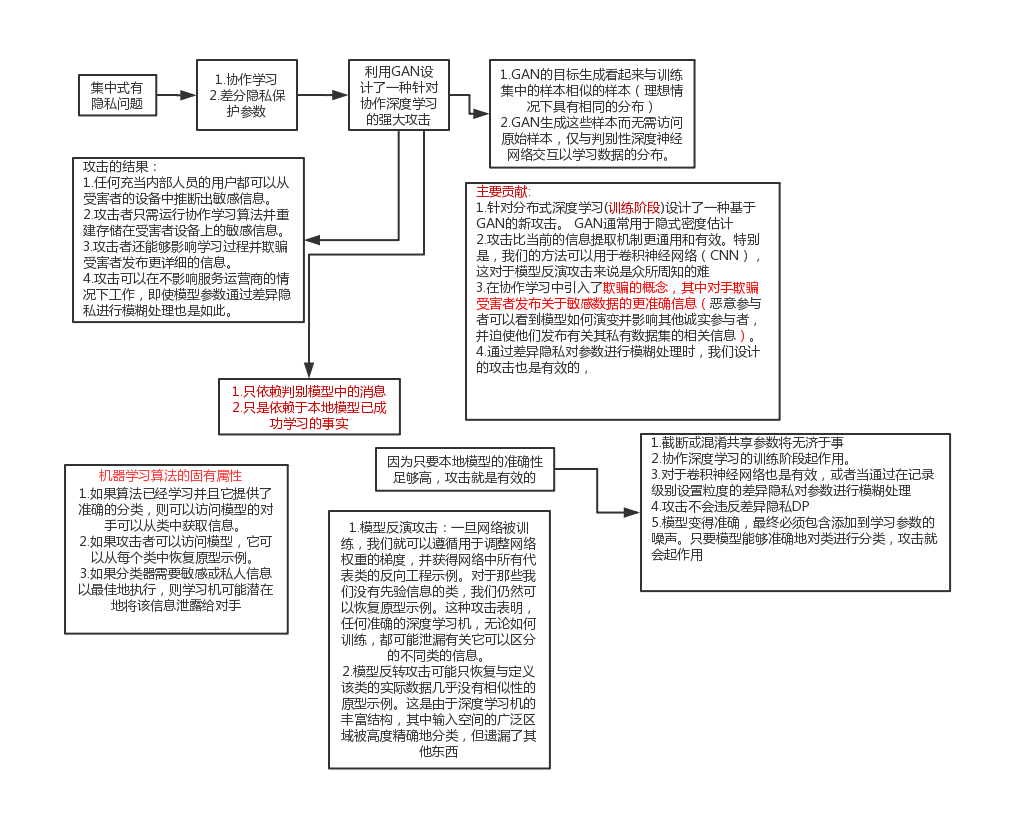 集中式有
隐私问题
1.协作学习
2.差分隐私保
护参数
利用GAN设
计了一种针对
协作深度学习
的强大攻击
1.GAN的目标生成看起来与训练
集中的样本相似的样本（理想情
况下具有相同的分布）
2.GAN生成这些样本而无需访问
原始样本，仅与判别性深度神经
网络交互以学习数据的分布。
攻击的结果：
1.任何充当内部人员的用户都可以从
受害者的设备中推断出敏感信息。
2.攻击者只需运行协作学习算法并重
建存储在受害者设备上的敏感信息。
3.攻击者还能够影响学习过程并欺骗
受害者发布更详细的信息。
4.攻击可以在不影响服务运营商的情
况下工作，即使模型参数通过差异隐
私进行模糊处理也是如此。
主要贡献:
1.针对分布式深度学习(训练阶段)设计了一种基于
GAN的新攻击。 GAN通常用于隐式密度估计
2.攻击比当前的信息提取机制更通用和有效。特别
是，我们的方法可以用于卷积神经网络（CNN），
这对于模型反演攻击来说是众所周知的难
3.在协作学习中引入了欺骗的概念，其中对手欺骗
受害者发布关于敏感数据的更准确信息（恶意参与
者可以看到模型如何演变并影响其他诚实参与者，
并迫使他们发布有关其私有数据集的相关信息）。
4.通过差异隐私对参数进行模糊处理时，我们设计
的攻击也是有效的，
1.只依赖判别模型中的消息
2.只是依赖于本地模型已成
功学习的事实
因为只要本地模型的准确性
足够高，攻击就是有效的
1.截断或混淆共享参数将无济于事
2.协作深度学习的训练阶段起作用。
3.对于卷积神经网络也是有效，或者当通过在记录
级别设置粒度的差异隐私对参数进行模糊处理
4.攻击不会违反差异隐私DP
5.模型变得准确，最终必须包含添加到学习参数的
噪声。只要模型能够准确地对类进行分类，攻击就
会起作用
机器学习算法的固有属性
1.如果算法已经学习并且它提供了
准确的分类，则可以访问模型的对
手可以从类中获取信息。
2.如果攻击者可以访问模型，它可
以从每个类中恢复原型示例。
3.如果分类器需要敏感或私人信息
以最佳地执行，则学习机可能潜在
地将该信息泄露给对手
1.模型反演攻击：一旦网络被训
练，我们就可以遵循用于调整网络
权重的梯度，并获得网络中所有代
表类的反向工程示例。对于那些我
们没有先验信息的类，我们仍然可
以恢复原型示例。这种攻击表明，
任何准确的深度学习机，无论如何
训练，都可能泄漏有关它可以区分
的不同类的信息。
2.模型反转攻击可能只恢复与定义
该类的实际数据几乎没有相似性的
原型示例。这是由于深度学习机的
丰富结构，其中输入空间的广泛区
域被高度精确地分类，但遗漏了其
他东西